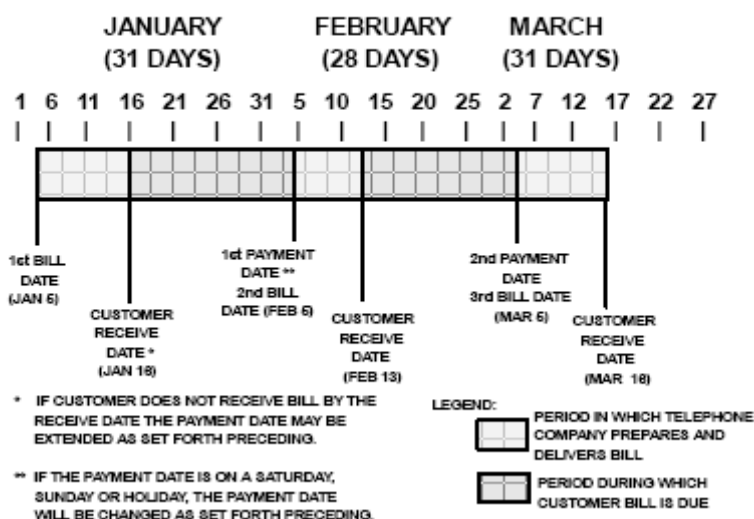 JANUARY FEBRUARY MARCH
(31 DAYS) (28 DAYS) (31 DAYS)
1 6 11 16 21 26 31 5 10 15 20 25 2 7 12 17 22 27
1st BILL
DATE
(JAN 5)
CUSTOMER
RECEIVE
DATE *
(JAN 16)
1st PAYMENT
DATE **
2nd BILL
DATE (FEB 5)
CUSTOMER
RECEIVE
DATE
(FEB 13)
2nd PAYMENT
DATE
3rd BILL DATE
(MAR 5)
CUSTOMER
RECEIVE
DATE
(MAR 16)
* IF CUSTOMER DOES NOT RECEIVE BILL BY THE
RECEIVE DATE THE PAYMENT DATE MAY BE
EXTENDED AS SET FORTH PRECEDING.
** IF THE PAYMENT DATE IS ON A SATURDAY,
SUNDAY OR HOLIDAY, THE PAYMENT DATE
WILL BE CHANGED AS SET FORTH PRECEDING.
LEGEND:
PERIOD IN WHICH TELEPHONE
COMPANY PREPARES AND
DELIVERS BILL
PERIOD DURING WHICH
CUSTOMER BILL IS DUE